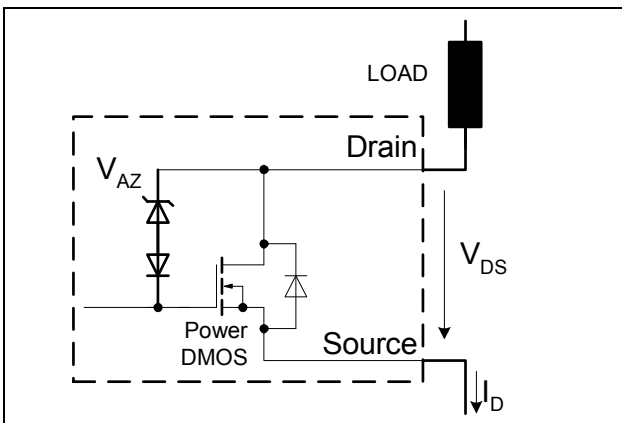 LOAD
Drain
V_AZ
V_DS
Power
DMOS
Source
I_D